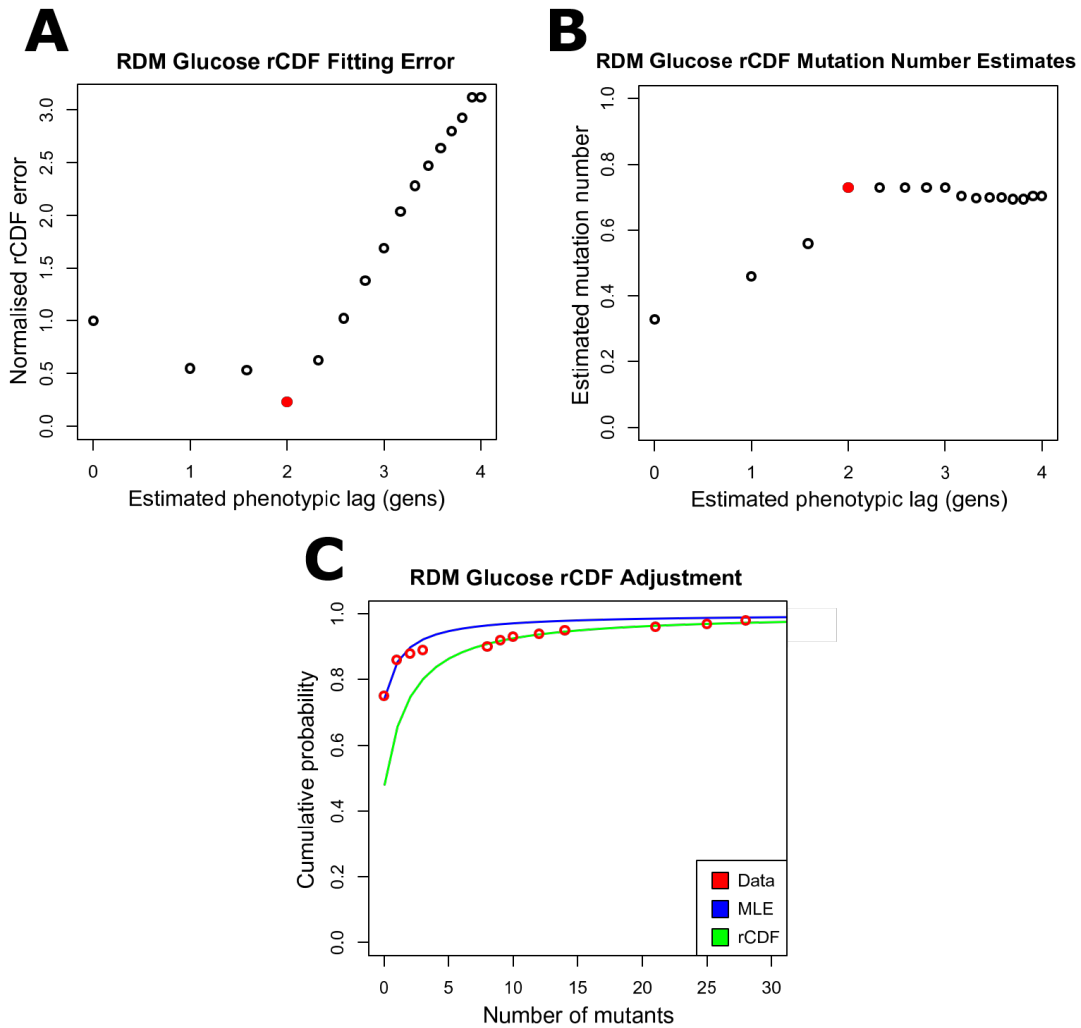 A
RDM Glucose rCDF Fitting Error
Normalised rCDF error
0.0 0.5 1.0 1.5 2.0 2.5 3.0
0 1 2 3 4
Estimated phenotypic lag (gens)
B
RDM Glucose rCDF Mutation Number Estimates
Estimated mutation number
0.0 0.2 0.4 0.6 0.8 1.0
0 1 2 3 4
Estimated phenotypic lag (gens)
C
RDM Glucose rCDF Adjustment
Cumulative probability
0.0 0.2 0.4 0.6 0.8 1.0
0 5 10 15 20 25 30
Number of mutants
Data
MLE
rCDF